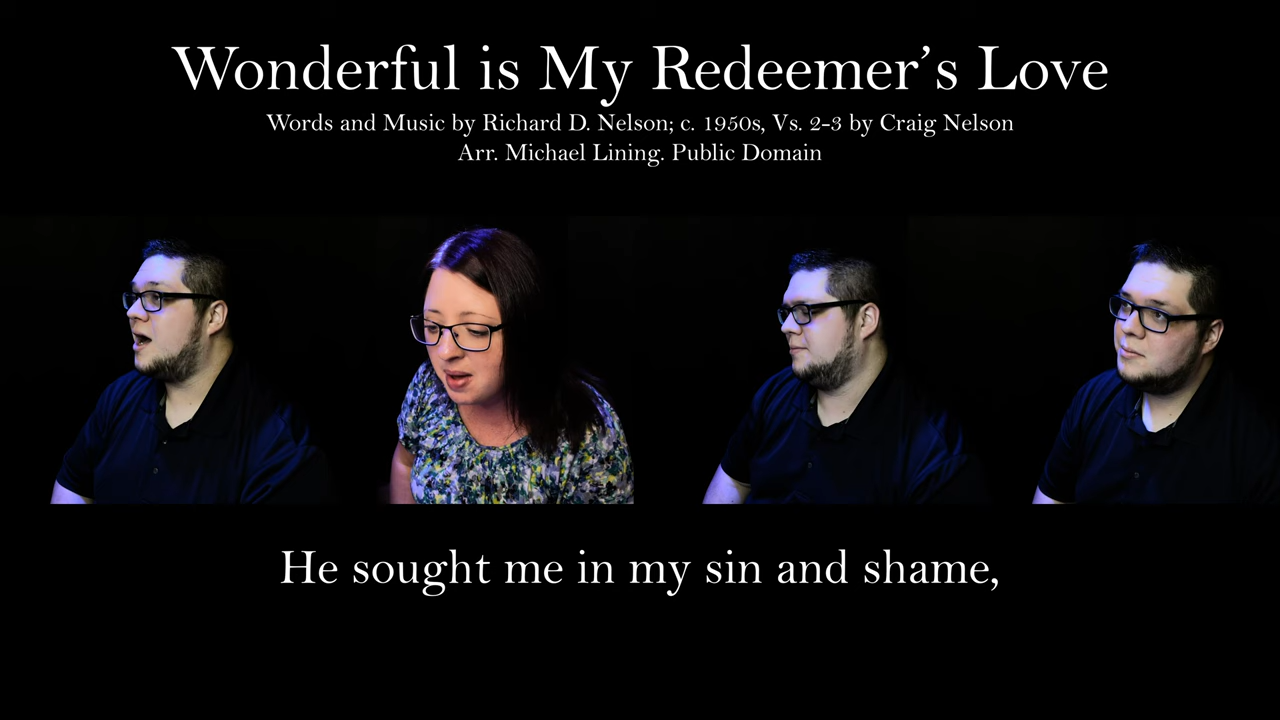 Wonderful is My Redeemer’s Love
Words and Music by Richard D. Nelson; c. 1950s, Vs. 2-3 by Craig Nelson
Arr. Michael Lining. Public Domain
He sought me in my sin and shame,